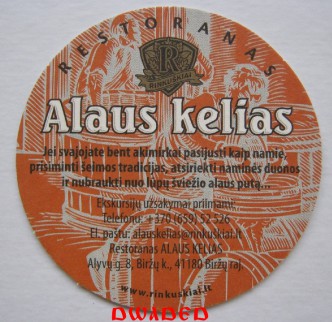 RESTORANAS
R
RINKUSKIAI
Alaus kelias
Jei svajojate bent akimirkai pasijusti kaip namie,
prisiminti šeimos tradicijas, atsiriekti naminės duonos
ir nubraukti nuo lūpų šviežio alaus putą...
Ekskursijų užsakymai priimami:
Telefonu: +370 (659) 52 526
El. paštu: alauskelias@rinkuskiai.lt
Restoranas ALAUS KELIAS
Alyvų g. 8, Biržų k., 41180 Biržų raj.
www.rinkuskiai.lt
DWADED